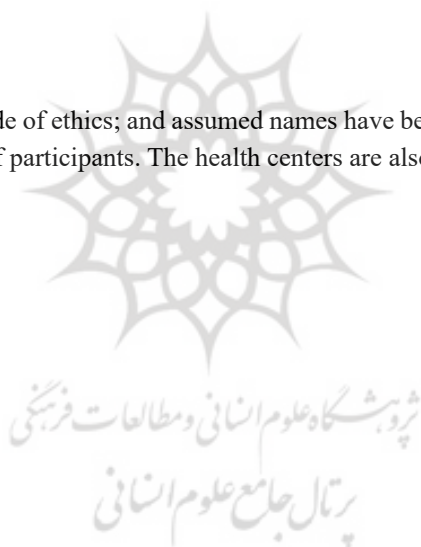 de of ethics; and assumed names have be
f participants. The health centers are also
پژوهشگاه علوم انسانی و مطالعات فرهنگی
پرتال جامع علوم انسانی